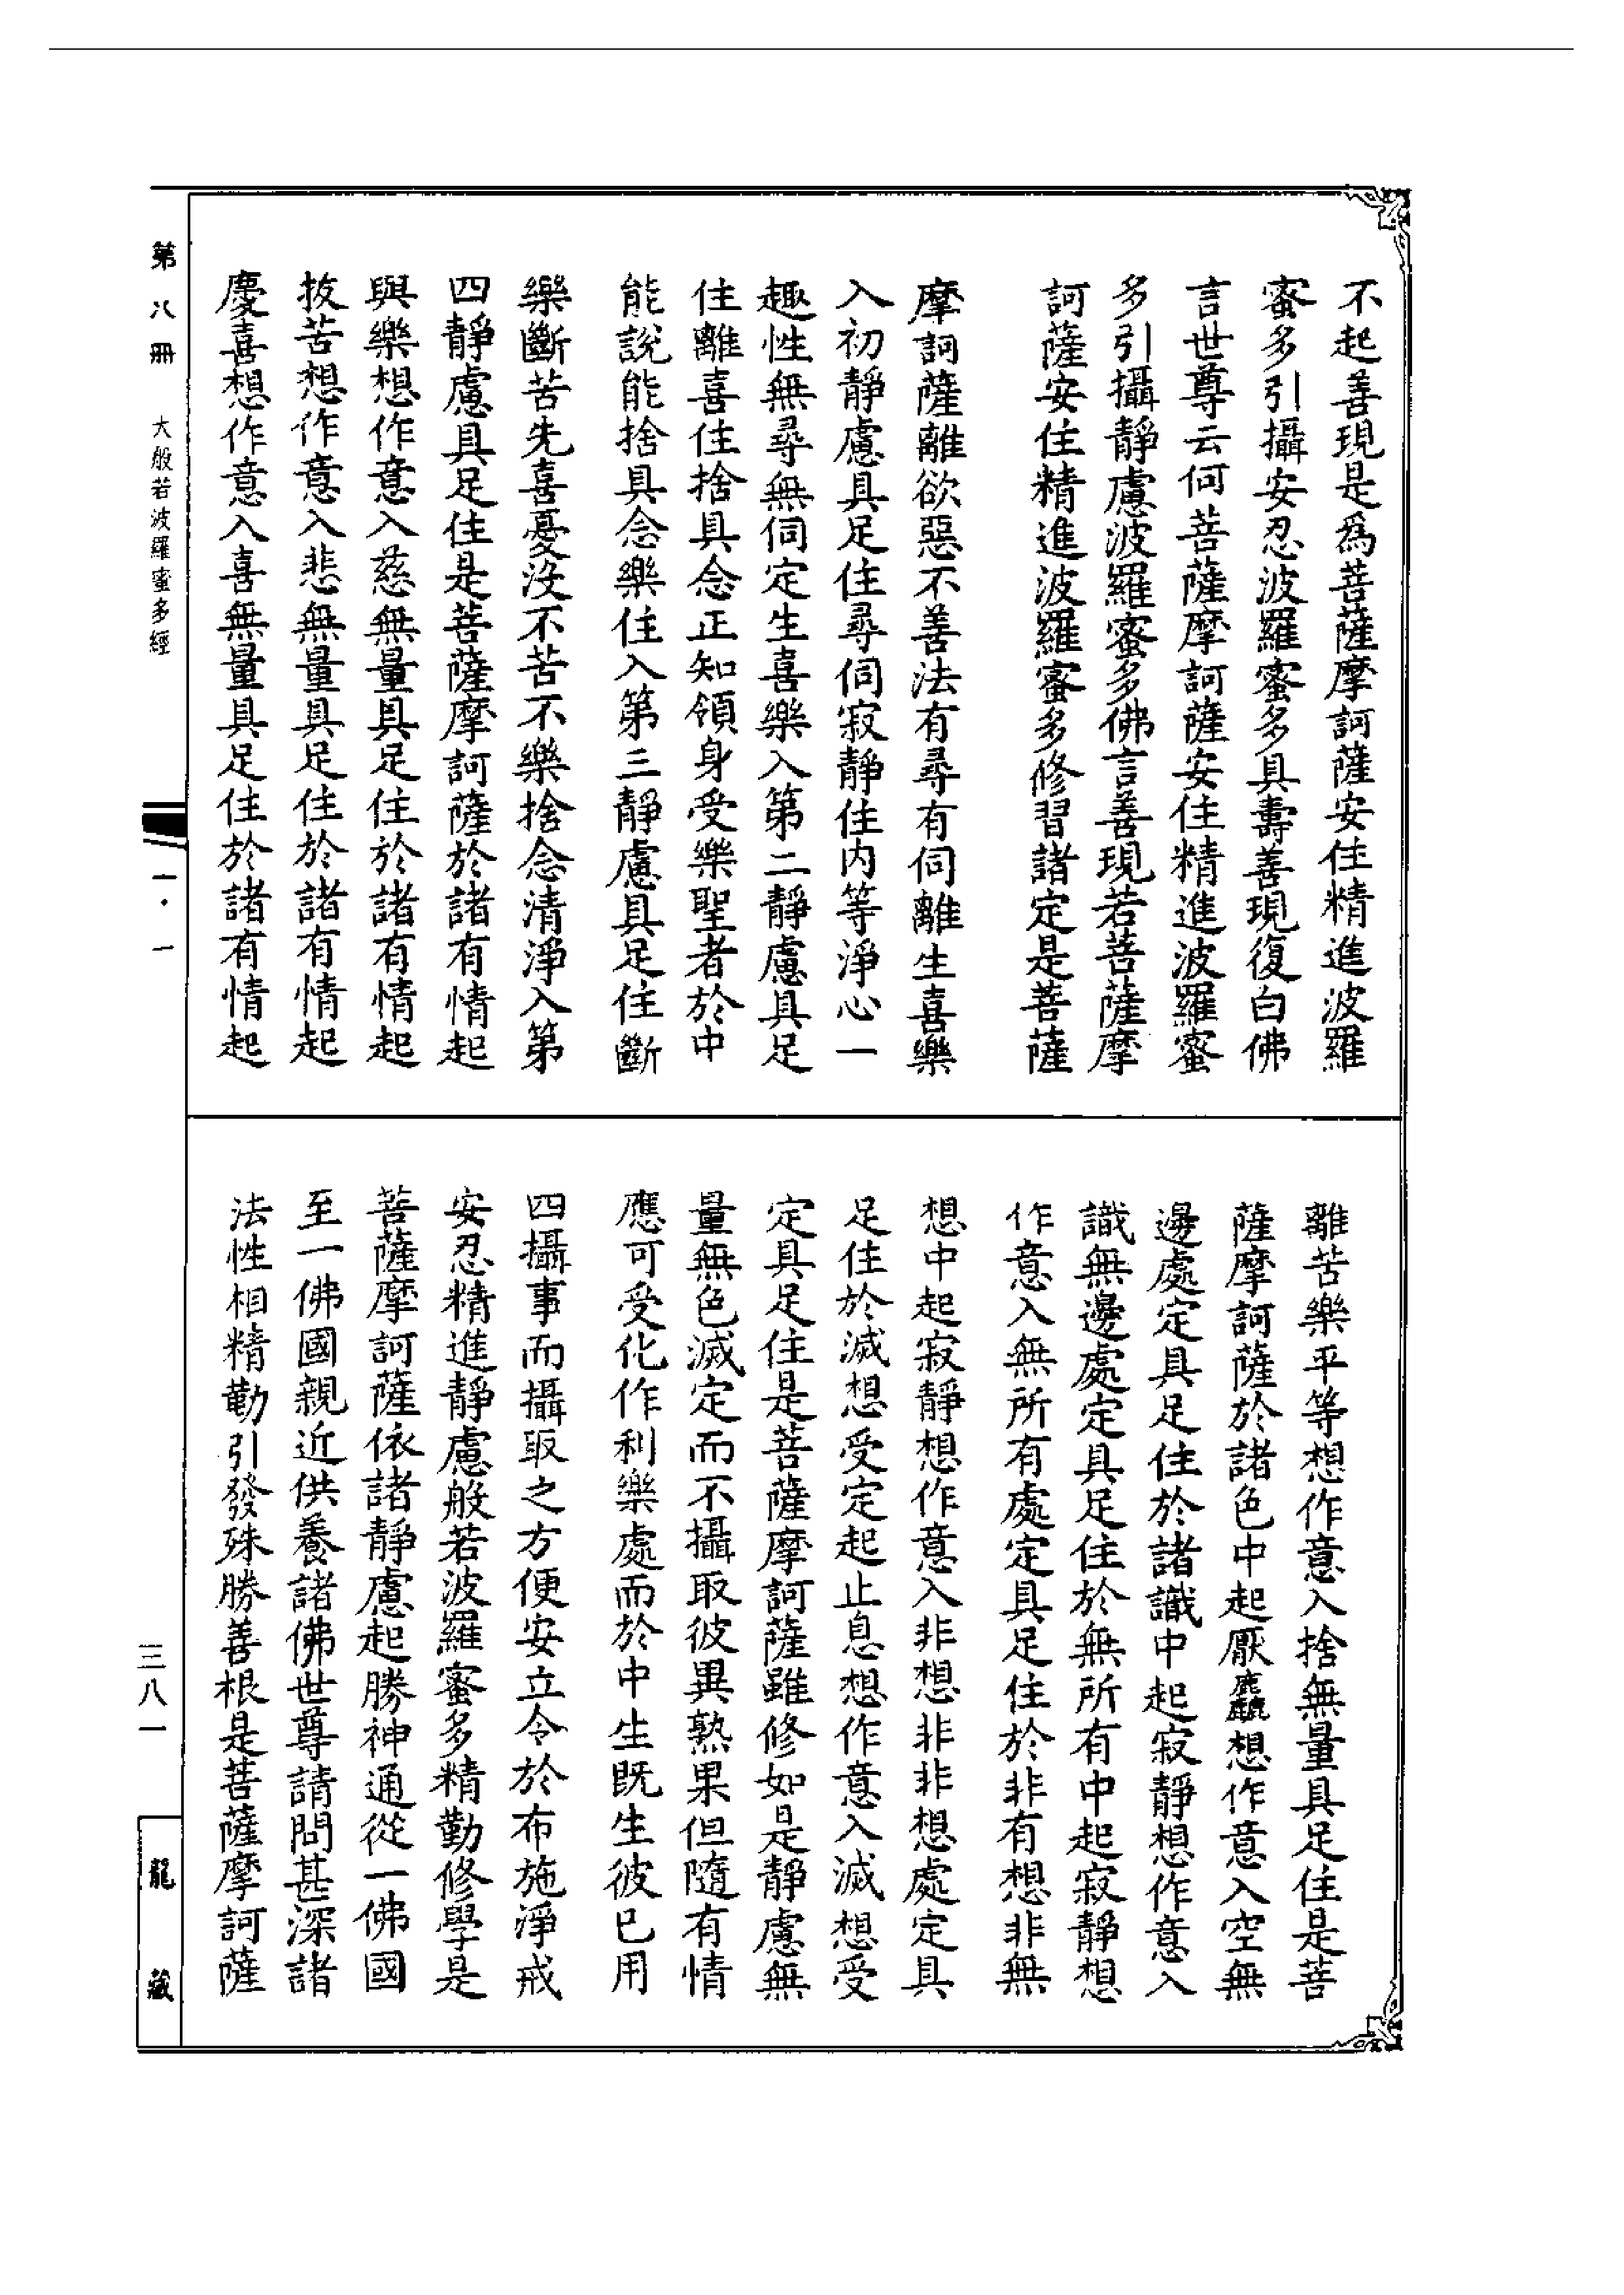 不起善現是為菩薩摩訶薩安住精進波羅
蜜多引攝安忍波羅蜜多具壽善現復白佛
言世尊云何菩薩摩訶薩安住精進波羅蜜
多引攝靜慮波羅蜜多佛言善現若菩薩摩
訶薩安住精進波羅蜜多修習諸定是菩薩
摩訶薩離欲惡不善法有尋有伺離生喜樂
入初靜慮具足住尋伺寂靜住內等淨心一
趣性無尋無伺定生喜樂入第二靜慮具足
住離喜住捨具念正知領身受樂聖者於中
能說能捨具念樂住入第三靜慮具足住斷
樂斷苦先喜憂沒不苦不樂捨念清淨入第
四靜慮具足住是菩薩摩訶薩於諸有情起
與樂想作意入慈無量具足住於諸有情起
拔苦想作意入悲無量具足住於諸有情起
慶喜想作意入喜無量具足住於諸有情起
離苦樂平等想作意入捨無量具足住是菩
薩摩訶薩於諸色中起厭麤想作意入空無
邊處定具足住於諸識中起寂靜想作意入
識無邊處定具足住於無所有中起寂靜想
作意入無所有處定具足住於非有想非無
想中起寂靜想作意入非想非非想處定具
足住於滅想受定起止息想作意入滅想受
定具足住是菩薩摩訶薩雖修如是靜慮無
量無色滅定而不攝取彼異熟果但隨有情
應可受化作利樂處而於中生既生彼已用
四攝事而攝取之方便安立令於布施淨戒
安忍精進靜慮般若波羅蜜多精勤修學是
菩薩摩訶薩依諸靜慮起勝神通從一佛國
至一佛國親近供養諸佛世尊請問甚深諸
法性相精勤引發殊勝善根是菩薩摩訶薩
第八冊 大般若波羅蜜多經
一·一
三八一
龍藏